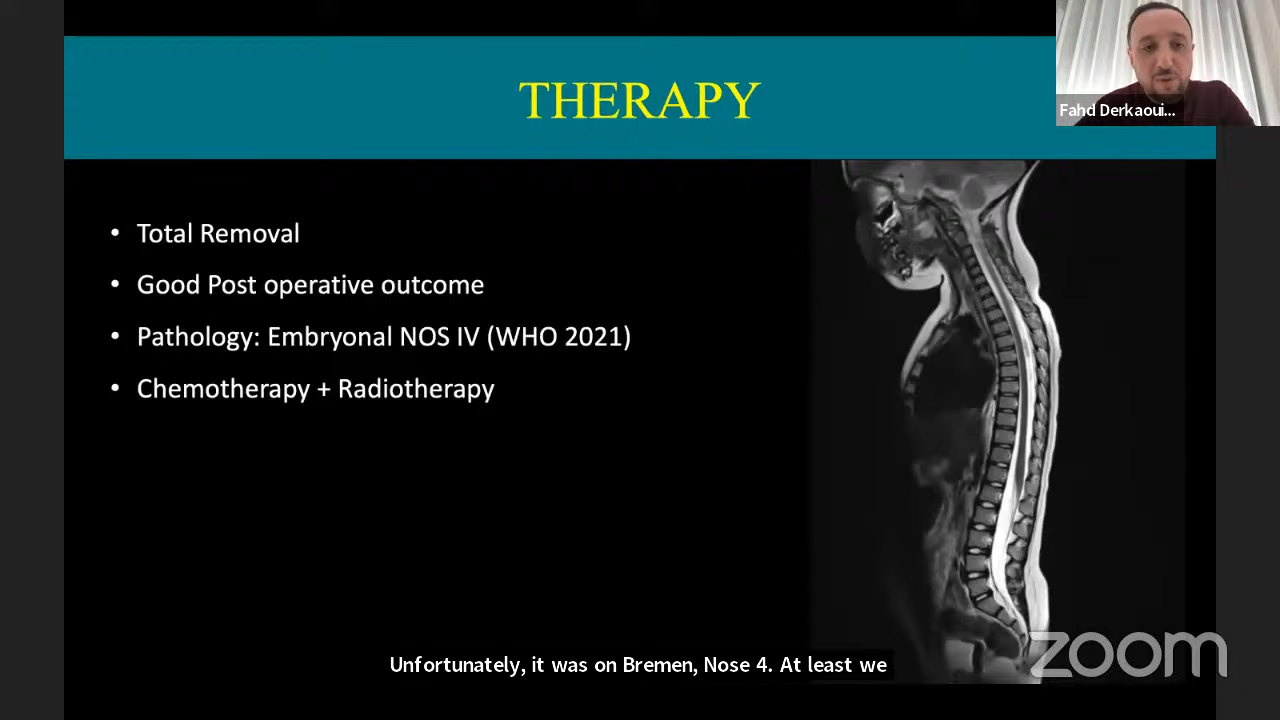 THERAPY
Fahd Derkaoui...
• Total Removal
• Good Post operative outcome
• Pathology: Embryonal NOS IV (WHO 2021)
• Chemotherapy + Radiotherapy
Unfortunately, it was on Bremen, Nose 4. At least we
zoom